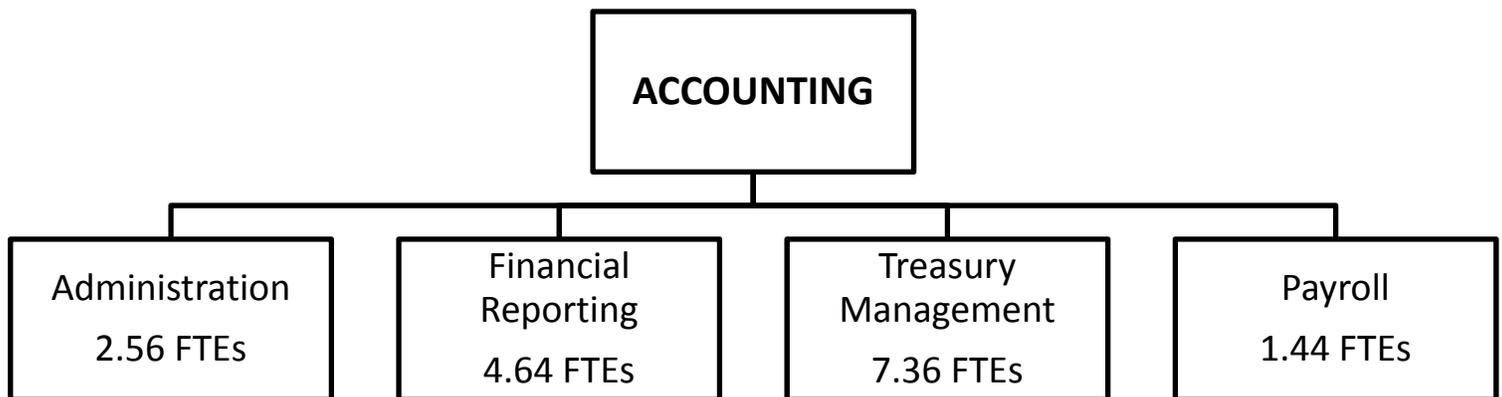 ACCOUNTING
Administration
2.56 FTEs
Financial
Reporting
4.64 FTEs
Treasury
Management
7.36 FTEs
Payroll
1.44 FTEs